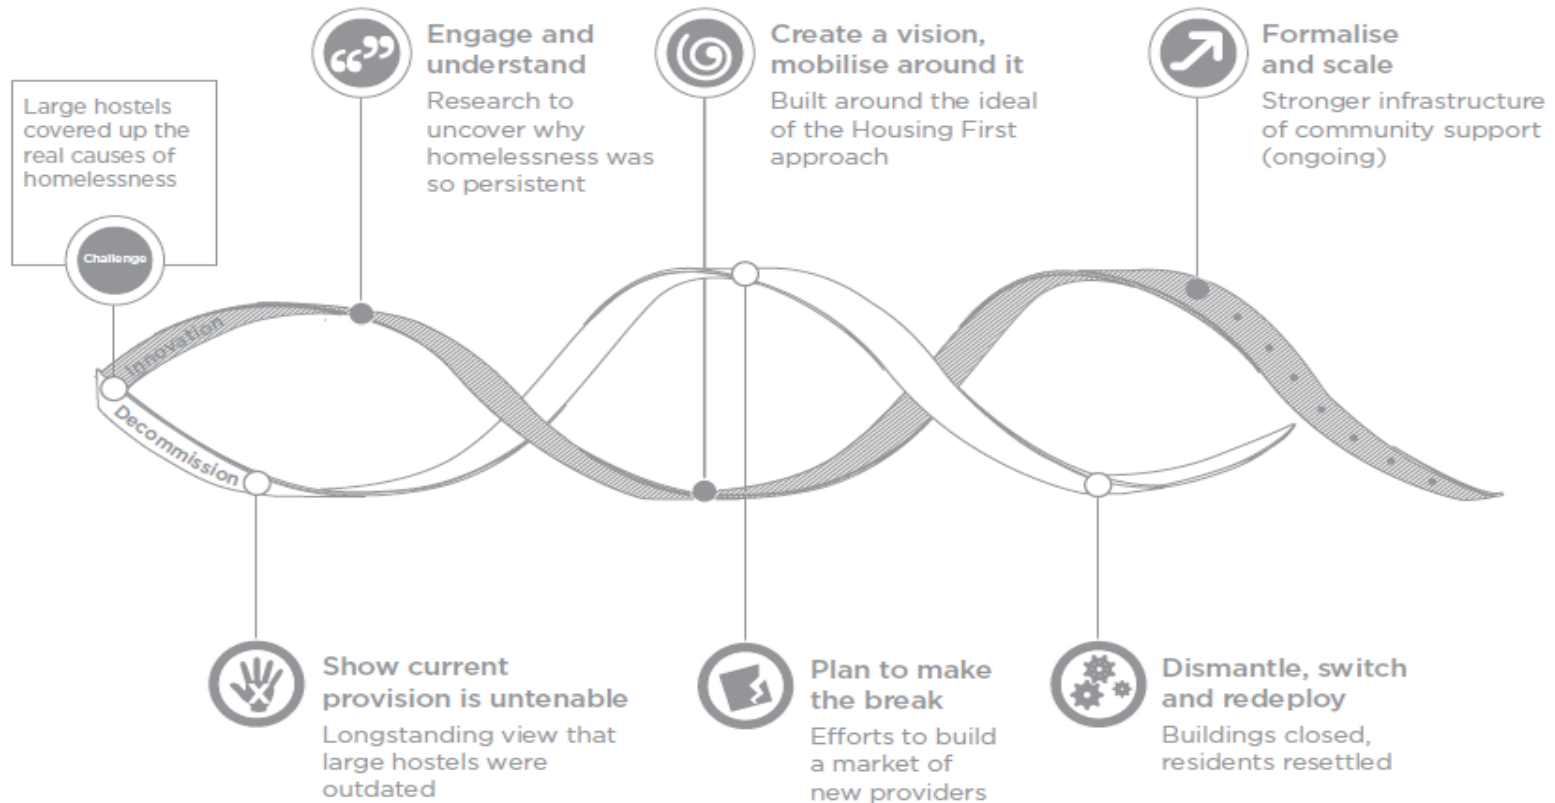 Large hostels
covered up the
real causes of
homelessness
Challenge
Engage and
understand
Research to
uncover why
homelessness was
so persistent
Create a vision,
mobilise around it
Built around the ideal
of the Housing First
approach
Formalise
and scale
Stronger infrastructure
of community support
(ongoing)
Innovation
Decommission
Show current
provision is untenable
Longstanding view that
large hostels were
outdated
Plan to make
the break
Efforts to build
a market of
new providers
Dismantle, switch
and redeploy
Buildings closed,
residents resettled